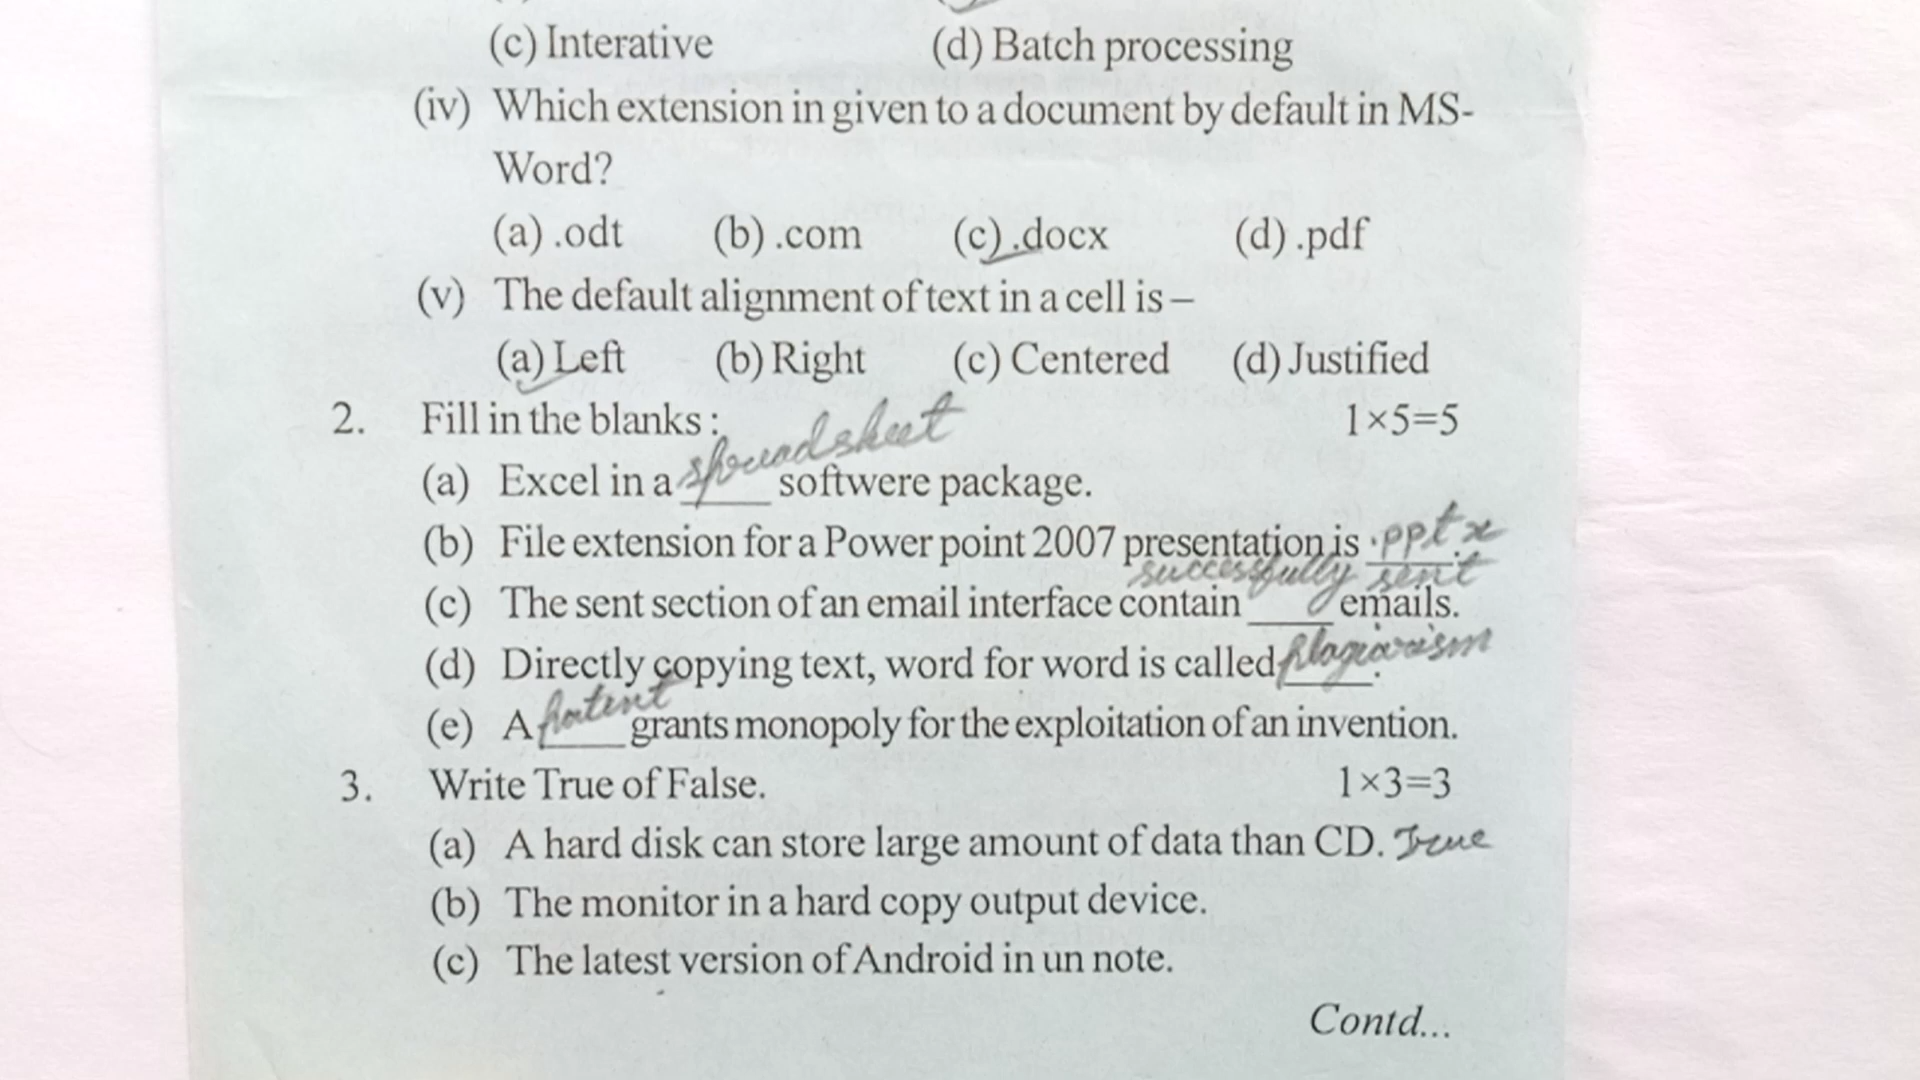 (c) Interative (d) Batch processing
(iv) Which extension in given to a document by default in MS-
Word?
(a) .odt (b) .com (c) .docx (d) .pdf
(v) The default alignment of text in a cell is –
(a) Left (b) Right (c) Centered (d) Justified
2. Fill in the blanks : 1×5=5
(a) Excel in a spreadsheet softwere package.
(b) File extension for a Power point 2007 presentation is .pptx.
(c) The sent section of an email interface contain successfully sent emails.
(d) Directly copying text, word for word is called plagiarism.
(e) A patent grants monopoly for the exploitation of an invention.
3. Write True of False. 1×3=3
(a) A hard disk can store large amount of data than CD. True
(b) The monitor in a hard copy output device.
(c) The latest version of Android in un note.
Contd...